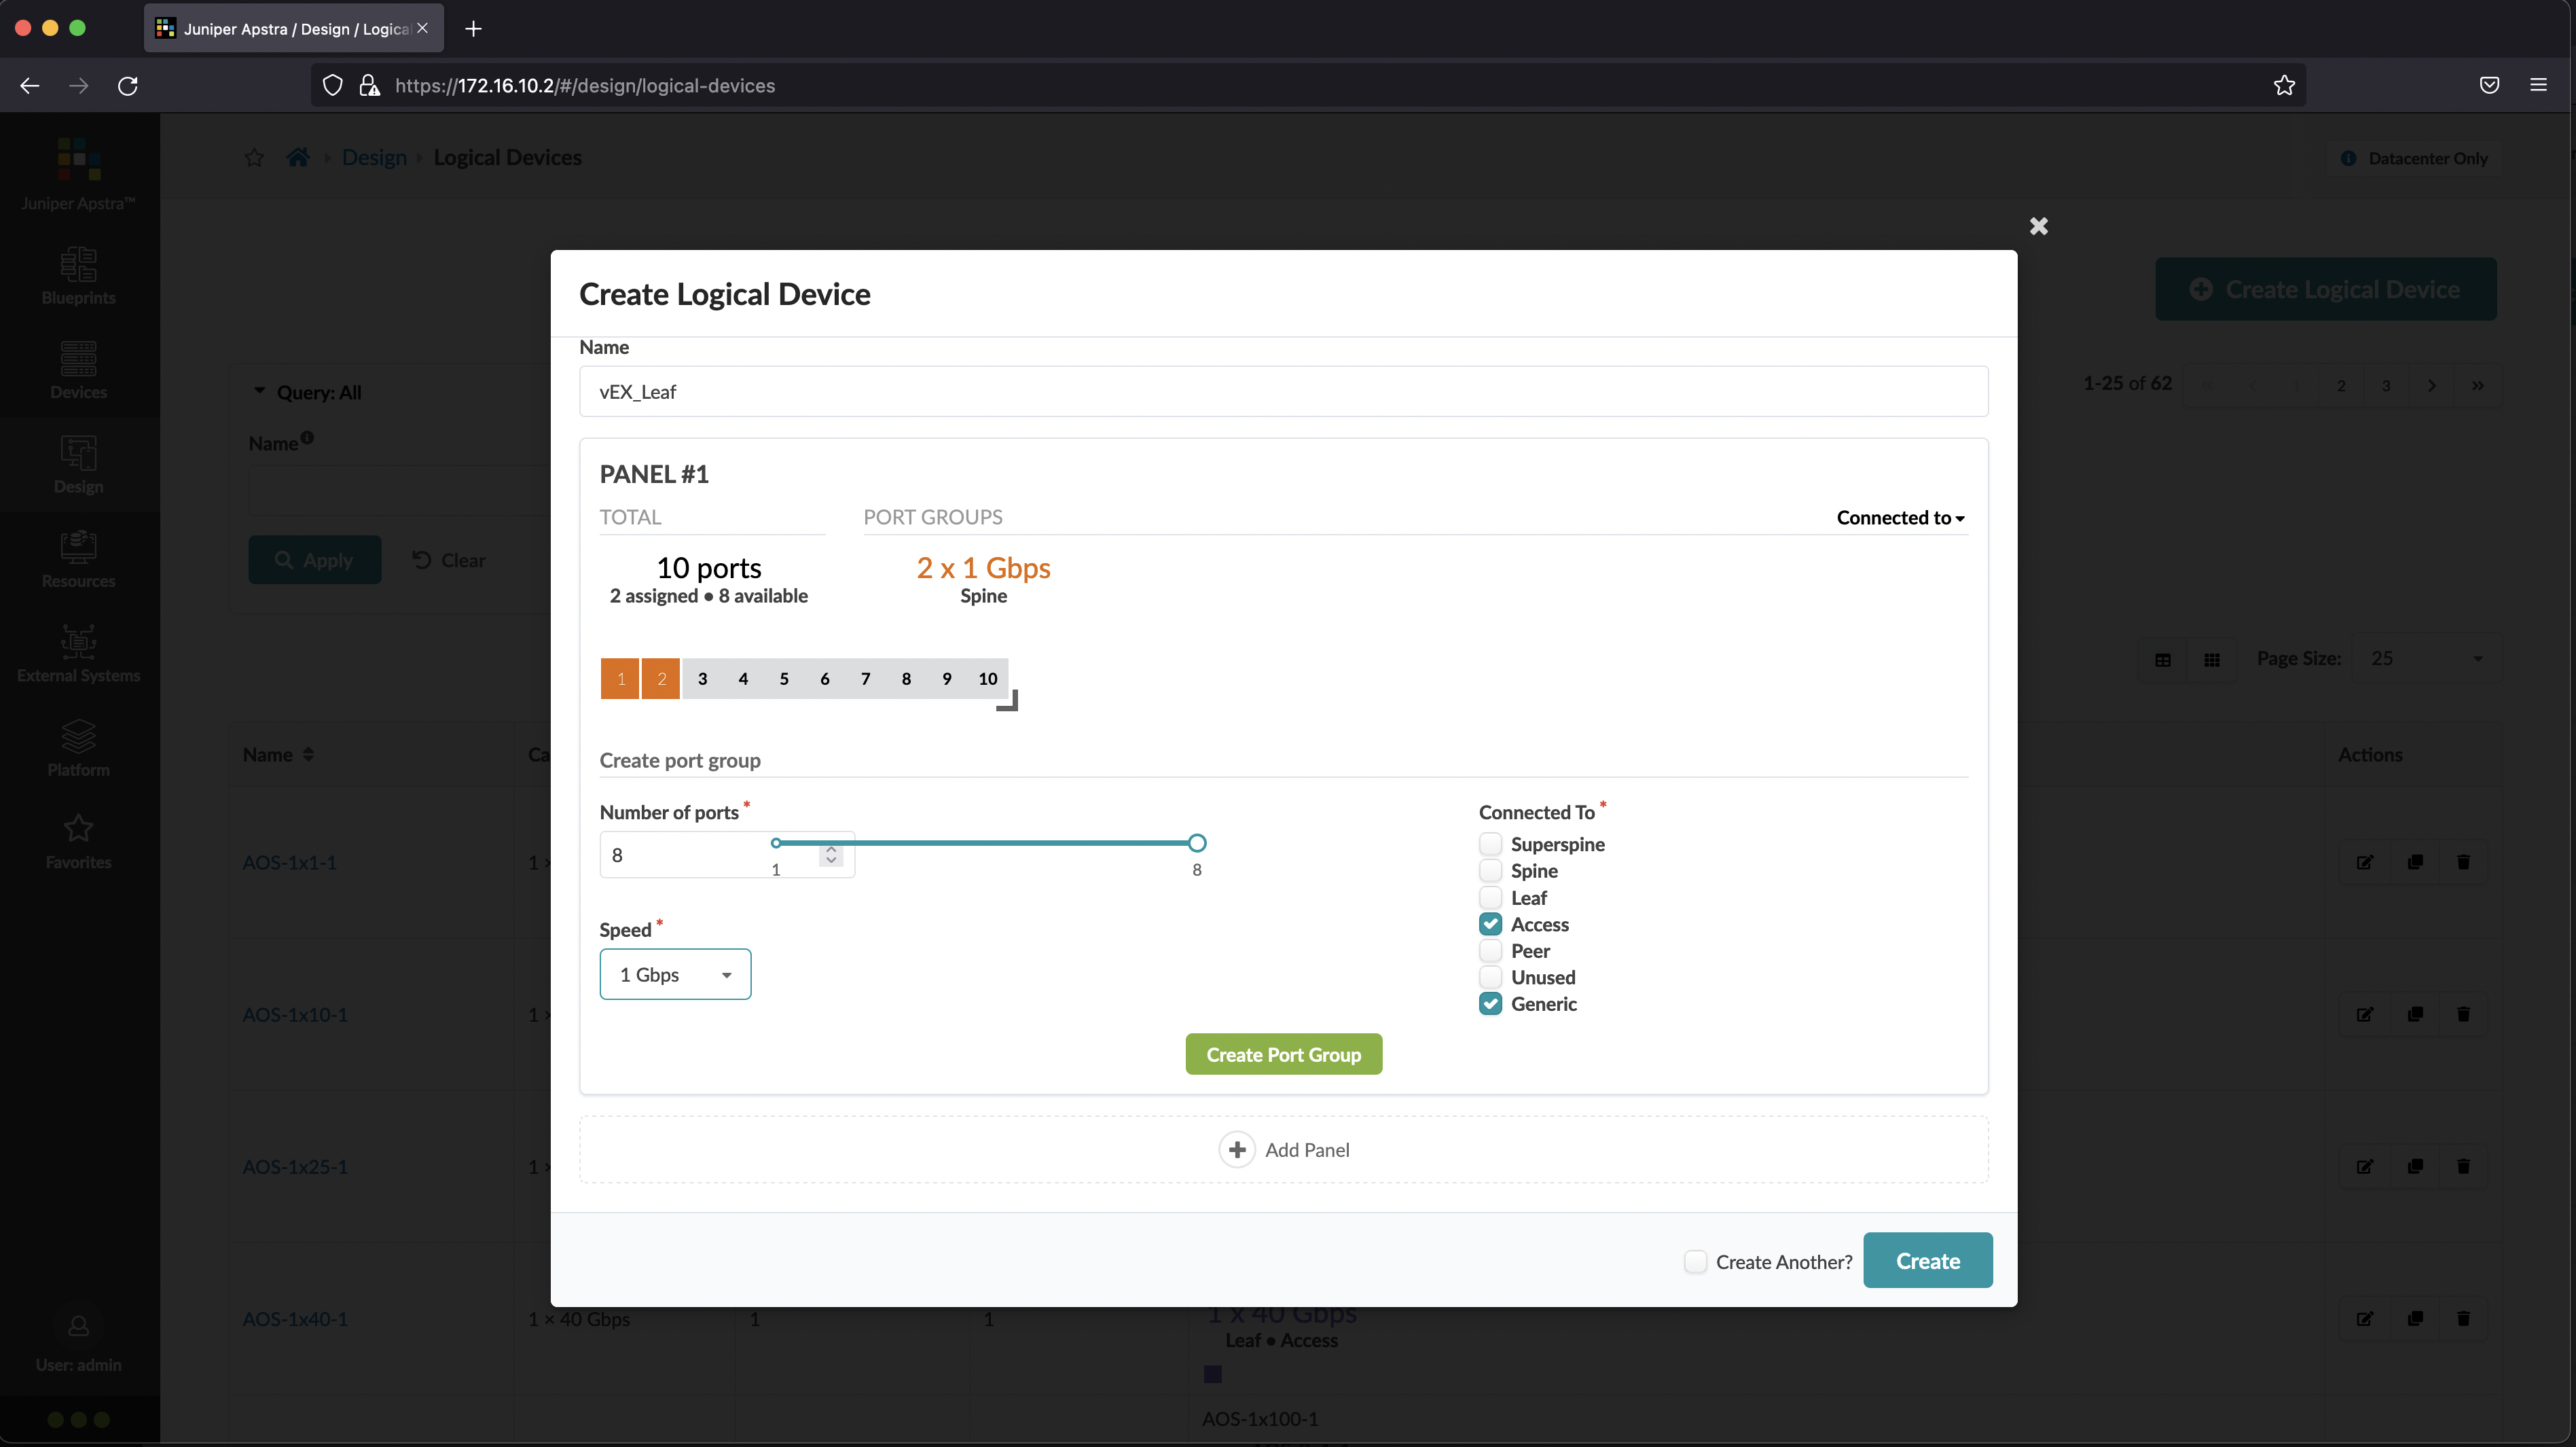 Juniper Apstra / Design / Logical
https://172.16.10.2/#/design/logical-devices
Juniper Apstra™
Blueprints
Devices
Design
Resources
External Systems
Platform
Favorites
User: admin
Design
Logical Devices
Datacenter Only
Create Logical Device
Query: All
1-25 of 62
2
3
Name
Apply
Clear
Page Size:
25
Name
Ca
Actions
AOS-1x1-1
1 ×
AOS-1x10-1
1 ×
AOS-1x25-1
1 ×
AOS-1x40-1
1 × 40 Gbps
1
1
1 x 40 Gbps
Leaf • Access
AOS-1x100-1
Create Logical Device
Name
vEX_Leaf
PANEL #1
TOTAL
PORT GROUPS
Connected to
10 ports
2 x 1 Gbps
2 assigned • 8 available
Spine
1 2 3 4 5 6 7 8 9 10
Create port group
Number of ports *
8
1
8
Speed *
1 Gbps
Connected To *
Superspine
Spine
Leaf
Access
Peer
Unused
Generic
Create Port Group
Add Panel
Create Another?
Create